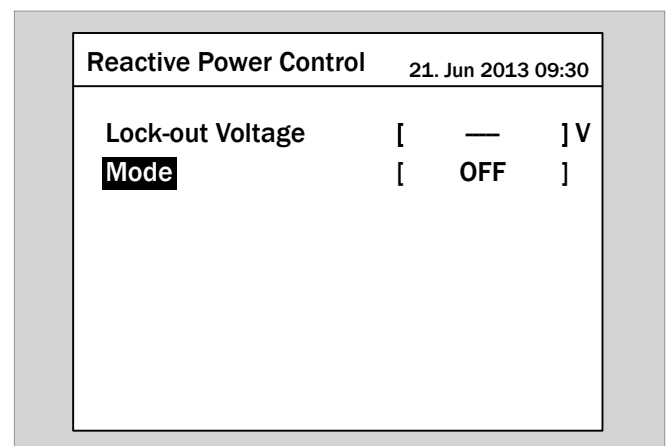 Reactive Power Control 21. Jun 2013 09:30
Lock-out Voltage [ — ] V
Mode [ OFF ]